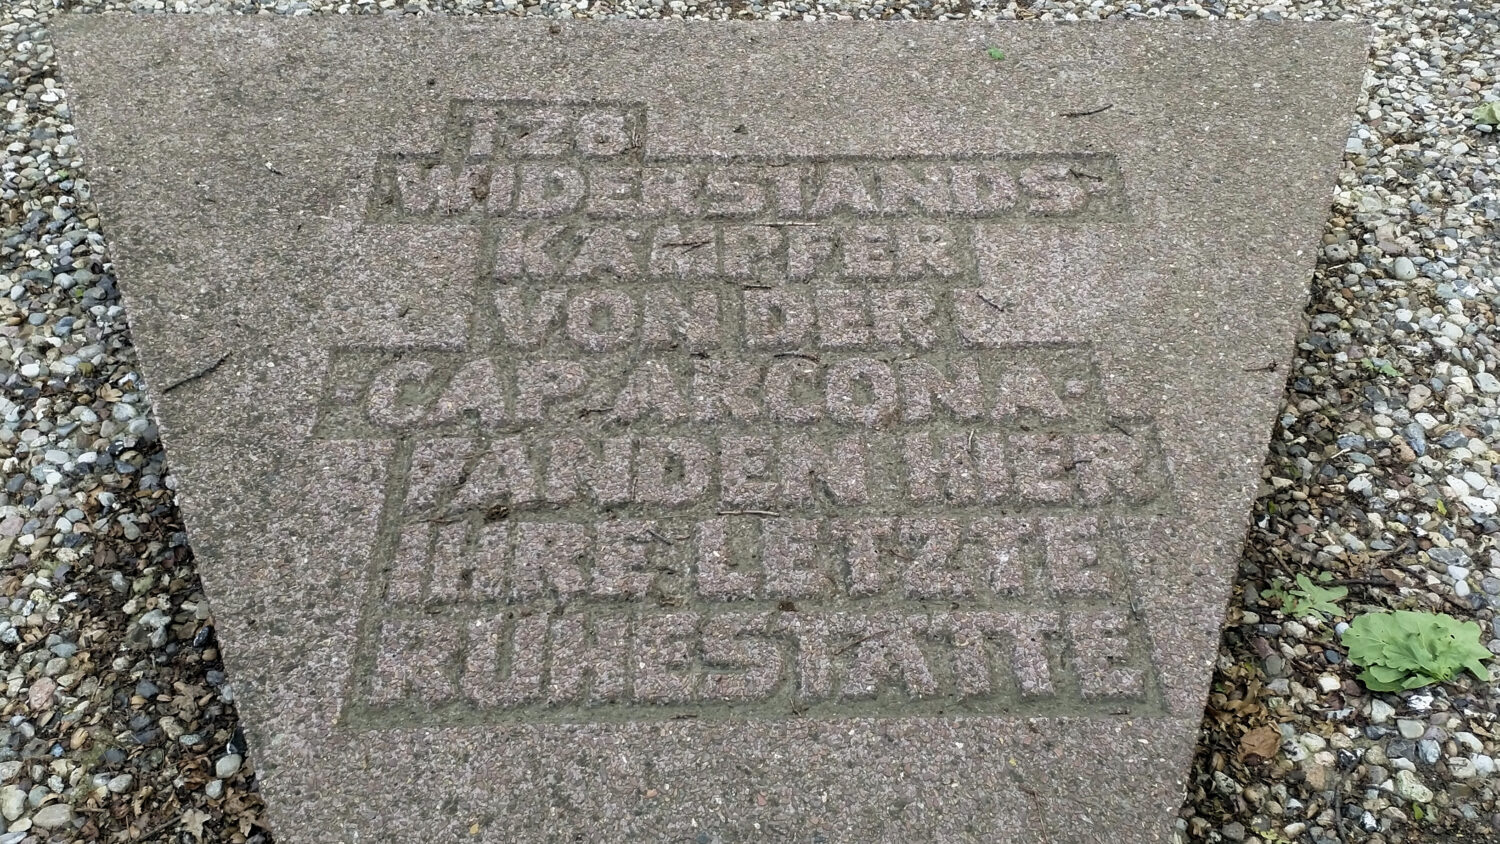 128
WIDERSTANDS-
KÄMPFER
VON DER
-CAP ARCONA-
FANDEN HIER
IHRE LETZTE
RUHESTÄTTE